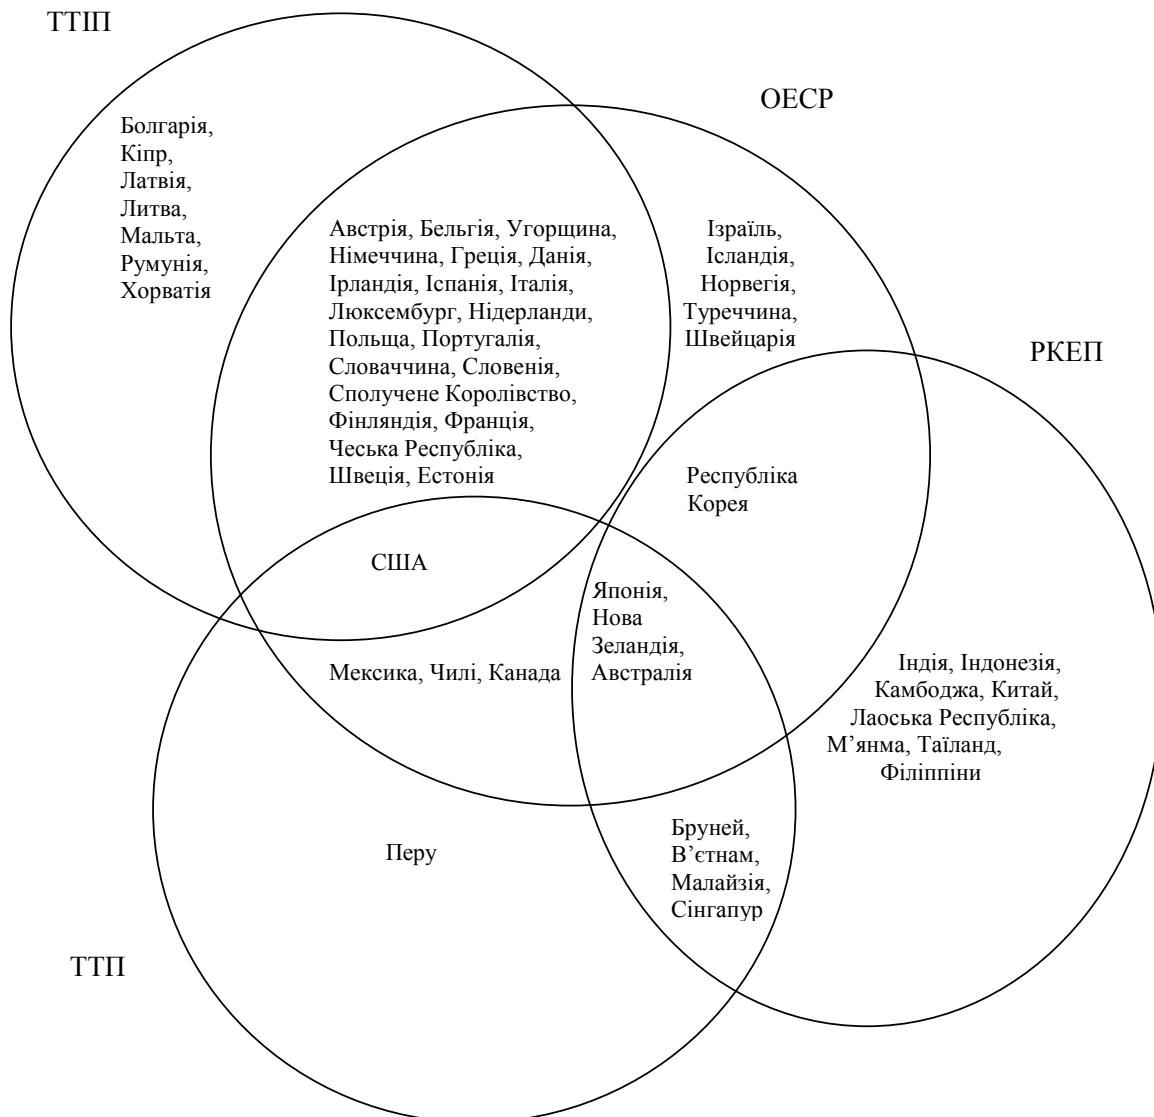 ТТІП
ОЕСР
Болгарія,
Кіпр,
Латвія,
Литва,
Мальта,
Румунія,
Хорватія
Австрія, Бельгія, Угорщина,
Німеччина, Греція, Данія,
Ірландія, Іспанія, Італія,
Люксембург, Нідерланди,
Польща, Португалія,
Словаччина, Словенія,
Сполучене Королівство,
Фінляндія, Франція,
Чеська Республіка,
Швеція, Естонія
Ізраїль,
Ісландія,
Норвегія,
Туреччина,
Швейцарія
РКЕП
Республіка
Корея
США
Японія,
Нова
Зеландія,
Австралія
Мексика, Чилі, Канада
Індія, Індонезія,
Камбоджа, Китай,
Лаоська Республіка,
М’янма, Таїланд,
Філіппіни
Перу
Бруней,
В’єтнам,
Малайзія,
Сінгапур
ТТП